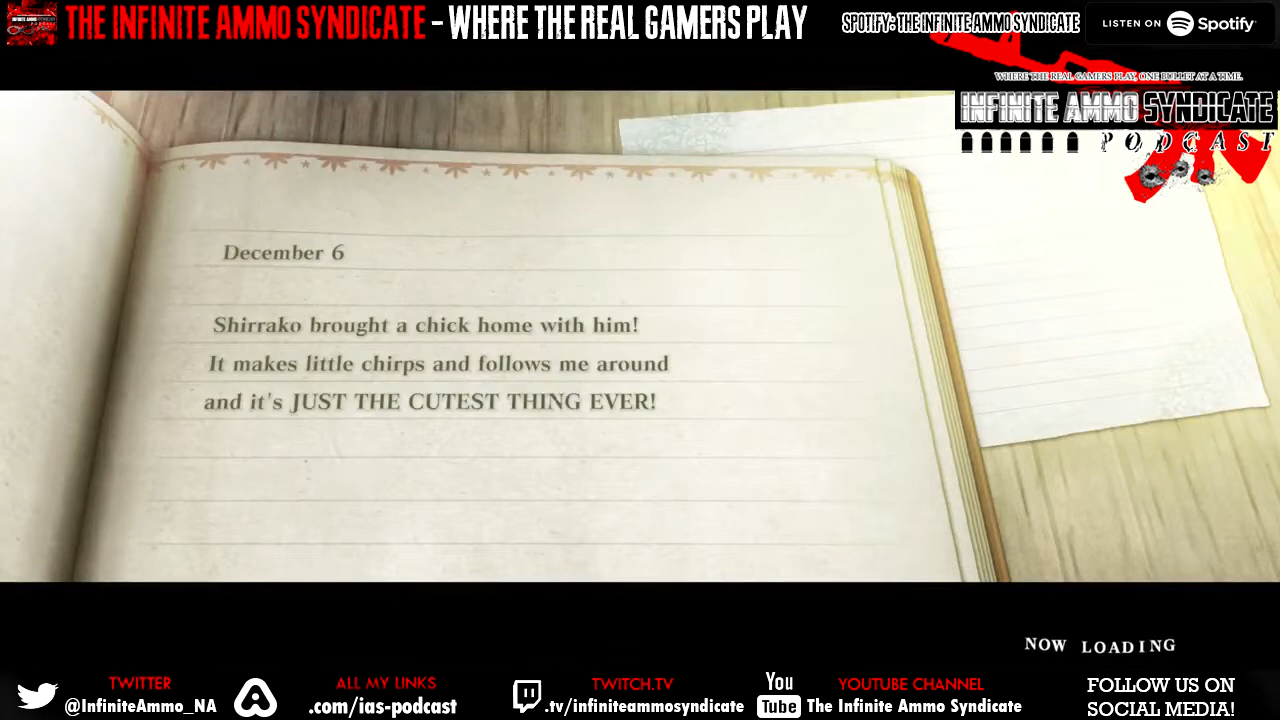 THE INFINITE AMMO SYNDICATE - WHERE THE REAL GAMERS PLAY
SPOTIFY: THE INFINITE AMMO SYNDICATE
LISTEN ON Spotify
WHERE THE REAL GAMERS PLAY, ONE BULLET AT A TIME.
INFINITE AMMO SYNDICATE
PODCAST
December 6
Shirrako brought a chick home with him!
It makes little chirps and follows me around
and it's JUST THE CUTEST THING EVER!
NOW LOADING
TWITTER
@InfiniteAmmo_NA
ALL MY LINKS
.com/ias-podcast
TWITCH.TV
.tv/infiniteammosyndicate
You Tube
YOUTUBE CHANNEL
The Infinite Ammo Syndicate
FOLLOW US ON
SOCIAL MEDIA!